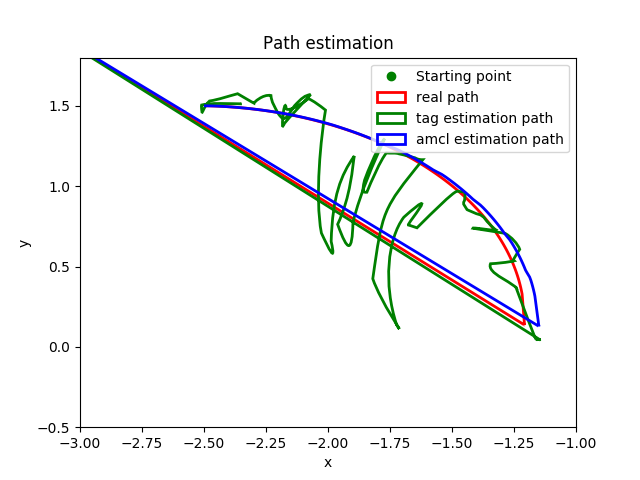 Path estimation
Starting point
real path
tag estimation path
amcl estimation path
1.5
1.0
0.5
0.0
−0.5
y
−3.00 −2.75 −2.50 −2.25 −2.00 −1.75 −1.50 −1.25 −1.00
x